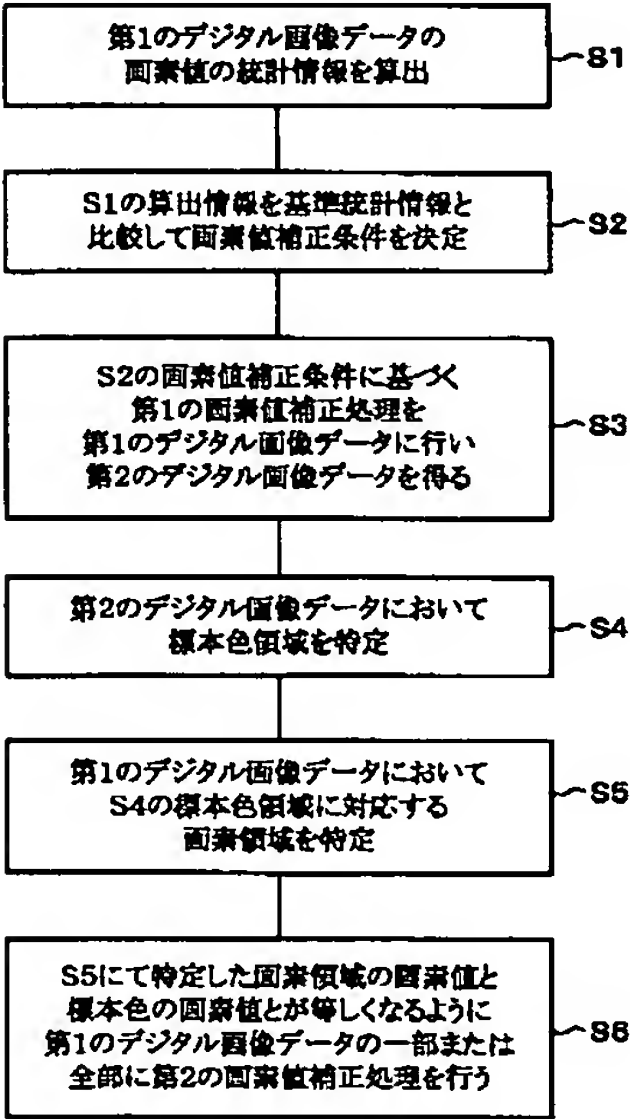 第1のデジタル画像データの
画素値の統計情報を算出
S1
S1の算出情報を基準統計情報と
比較して画素値補正条件を決定
S2
S2の画素値補正条件に基づく
第1の画素値補正処理を
第1のデジタル画像データに行い
第2のデジタル画像データを得る
S3
第2のデジタル画像データにおいて
標本色領域を特定
S4
第1のデジタル画像データにおいて
S4の標本色領域に対応する
画素領域を特定
S5
S5にて特定した画素領域の画素値と
標本色の画素値とが等しくなるように
第1のデジタル画像データの一部または
全部に第2の画素値補正処理を行う
S6